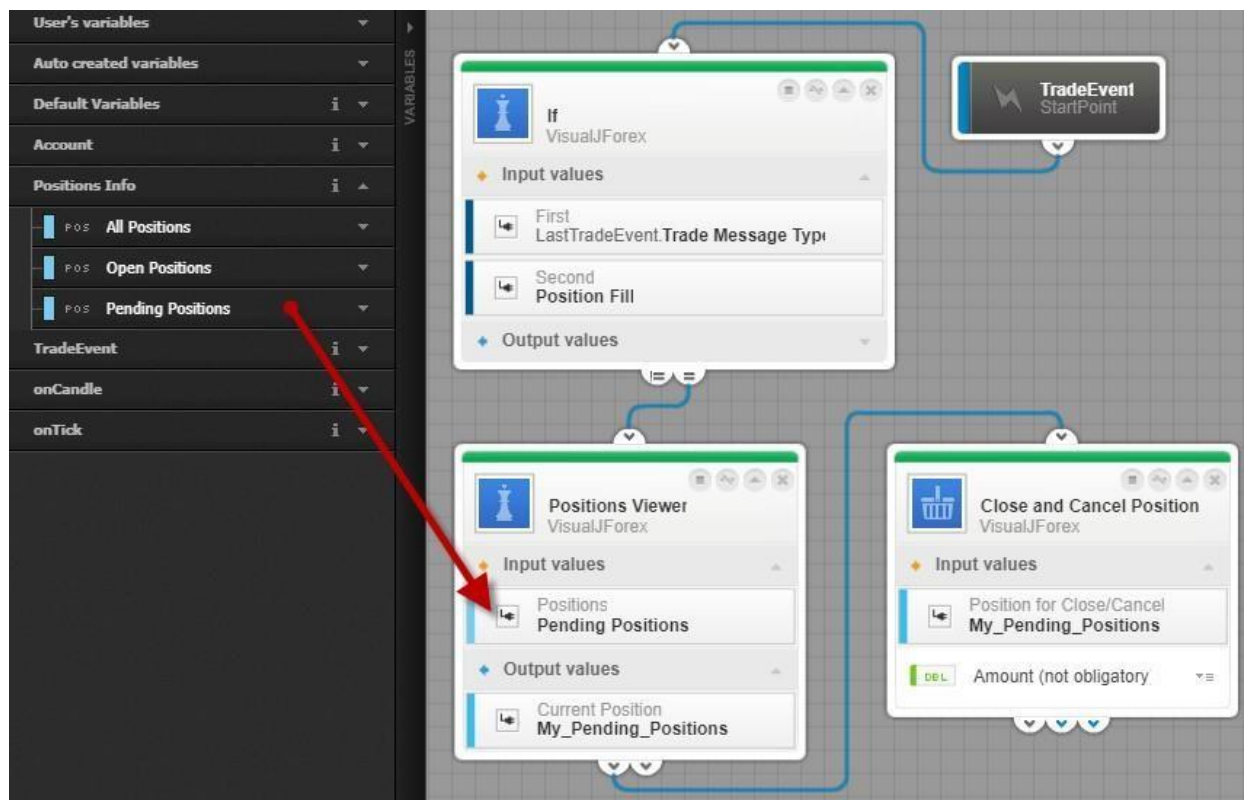 User's variables
Auto created variables
Default Variables
i
Account
i
Positions Info
i
POS All Positions
POS Open Positions
POS Pending Positions
TradeEvent
i
onCandle
i
onTick
i
VARIABLES
If
VisualJForex
Input values
First
LastTradeEvent.Trade Message Type
Second
Position Fill
Output values
TradeEvent
StartPoint
Positions Viewer
VisualJForex
Input values
Positions
Pending Positions
Output values
Current Position
My_Pending_Positions
Close and Cancel Position
VisualJForex
Input values
Position for Close/Cancel
My_Pending_Positions
DBL Amount (not obligatory